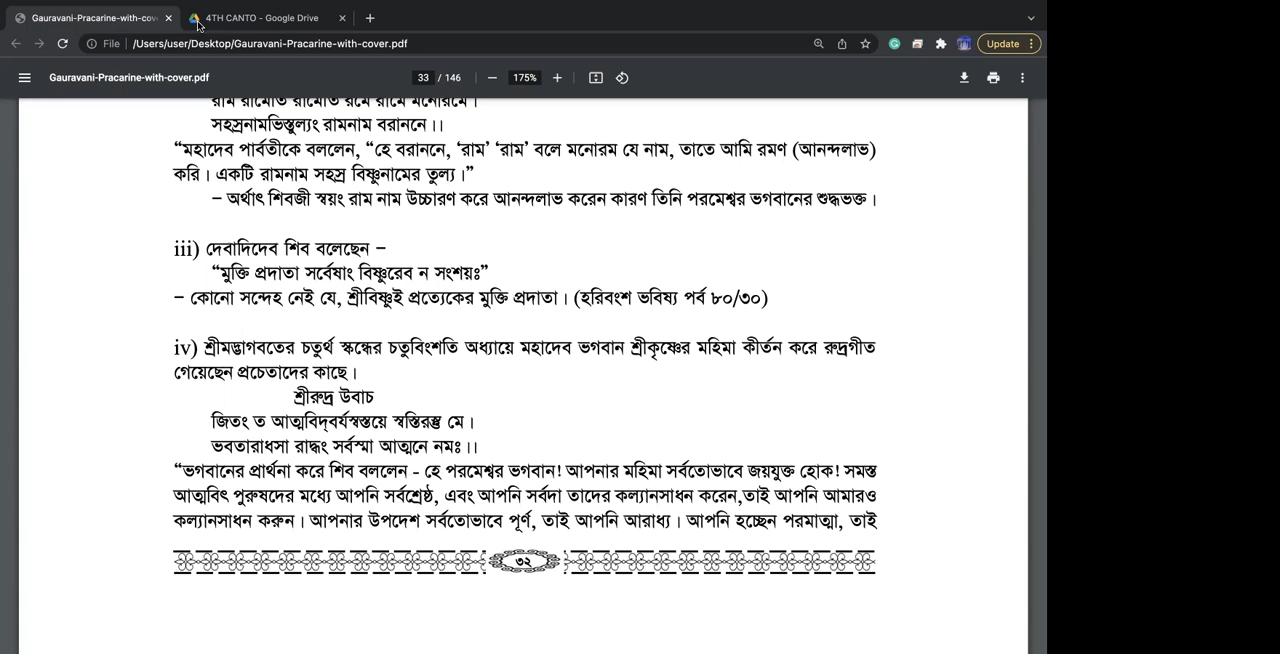 Gauravani-Pracarine-with-cov
4TH CANTO - Google Drive
File
/Users/user/Desktop/Gauravani-Pracarine-with-cover.pdf
Update
Gauravani-Pracarine-with-cover.pdf
33 / 146
175%
রাম রামেতি রামেতি রমে রামে মনোরমে।
সহস্রনামভিস্তুল্যং রামনাম বরাননে।।
“মহাদেব পার্বতীকে বললেন, “হে বরাননে, ‘রাম’ ‘রাম’ বলে মনোরম যে নাম, তাতে আমি রমণ (আনন্দলাভ)
করি। একটি রামনাম সহস্র বিষ্ণুনামের তুল্য।”
– অর্থাৎ শিবজী স্বয়ং রাম নাম উচ্চারণ করে আনন্দলাভ করেন কারণ তিনি পরমেশ্বর ভগবানের শুদ্ধভক্ত।
iii) দেবাদিদেব শিব বলেছেন –
“মুক্তি প্রদাতা সর্বেষাং বিষ্ণুরেব ন সংশয়ঃ”
– কোনো সন্দেহ নেই যে, শ্রীবিষ্ণুই প্রত্যেকের মুক্তি প্রদাতা। (হরিবংশ ভবিষ্য পর্ব ৮০/৩০)
iv) শ্রীমদ্ভাগবতের চতুর্থ স্কন্ধের চতুবিংশতি অধ্যায়ে মহাদেব ভগবান শ্রীকৃষ্ণের মহিমা কীর্তন করে রুদ্রগীত
গেয়েছেন প্রচেতাদের কাছে।
শ্রীরুদ্র উবাচ
জিতং ত আত্মবিদ্‌বর্যস্বস্তয়ে স্বস্তিরস্তু মে।
ভবতারাধসা রাদ্ধং সর্বস্মা আত্মনে নমঃ।।
“ভগবানের প্রার্থনা করে শিব বললেন - হে পরমেশ্বর ভগবান! আপনার মহিমা সর্বতোভাবে জয়যুক্ত হোক! সমস্ত
আত্মবিৎ পুরুষদের মধ্যে আপনি সর্বশ্রেষ্ঠ, এবং আপনি সর্বদা তাদের কল্যানসাধন করেন,তাই আপনি আমারও
কল্যানসাধন করুন। আপনার উপদেশ সর্বতোভাবে পূর্ণ, তাই আপনি আরাধ্য। আপনি হচ্ছেন পরমাত্মা, তাই
৩২